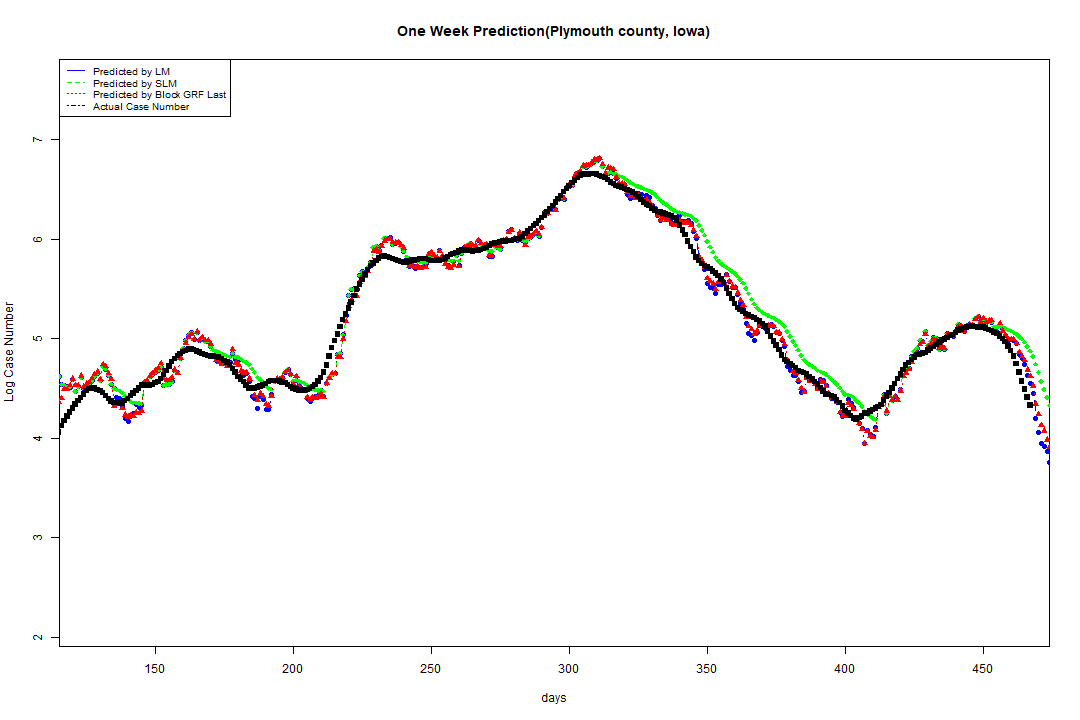 One Week Prediction(Plymouth county, Iowa)
Predicted by LM
Predicted by SLM
Predicted by Block GRF Last
Actual Case Number
Log Case Number
7
6
5
4
3
2
150 200 250 300 350 400 450
days